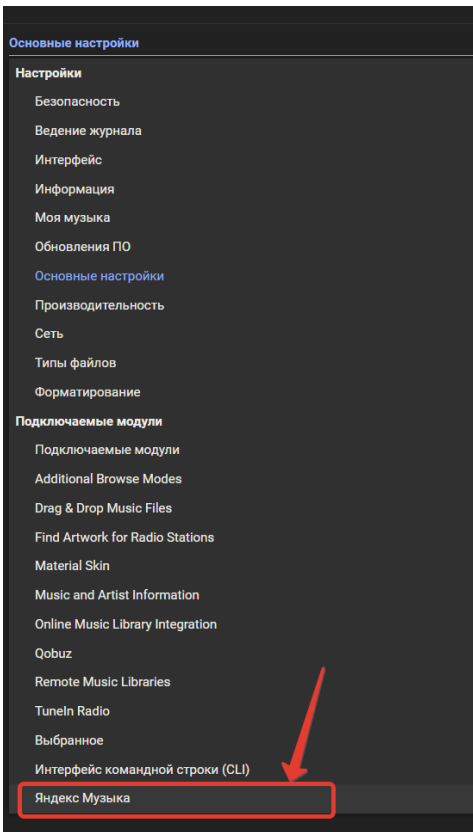 Основные настройки
Настройки
Безопасность
Ведение журнала
Интерфейс
Информация
Моя музыка
Обновления ПО
Основные настройки
Производительность
Сеть
Типы файлов
Форматирование
Подключаемые модули
Подключаемые модули
Additional Browse Modes
Drag & Drop Music Files
Find Artwork for Radio Stations
Material Skin
Music and Artist Information
Online Music Library Integration
Qobuz
Remote Music Libraries
TuneIn Radio
Выбранное
Интерфейс командной строки (CLI)
Яндекс Музыка